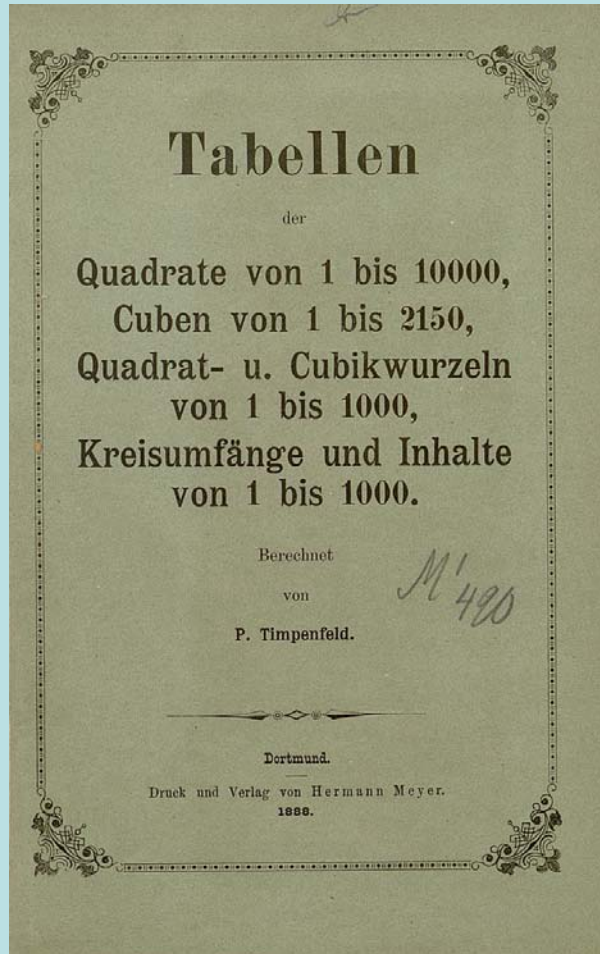 Tabellen
der
Quadrate von 1 bis 10000,
Cuben von 1 bis 2150,
Quadrat- u. Cubikwurzeln
von 1 bis 1000,
Kreisumfänge und Inhalte
von 1 bis 1000.
Berechnet
von
P. Timpenfeld.
M' 490
Dortmund.
Druck und Verlag von Hermann Meyer.
1888.